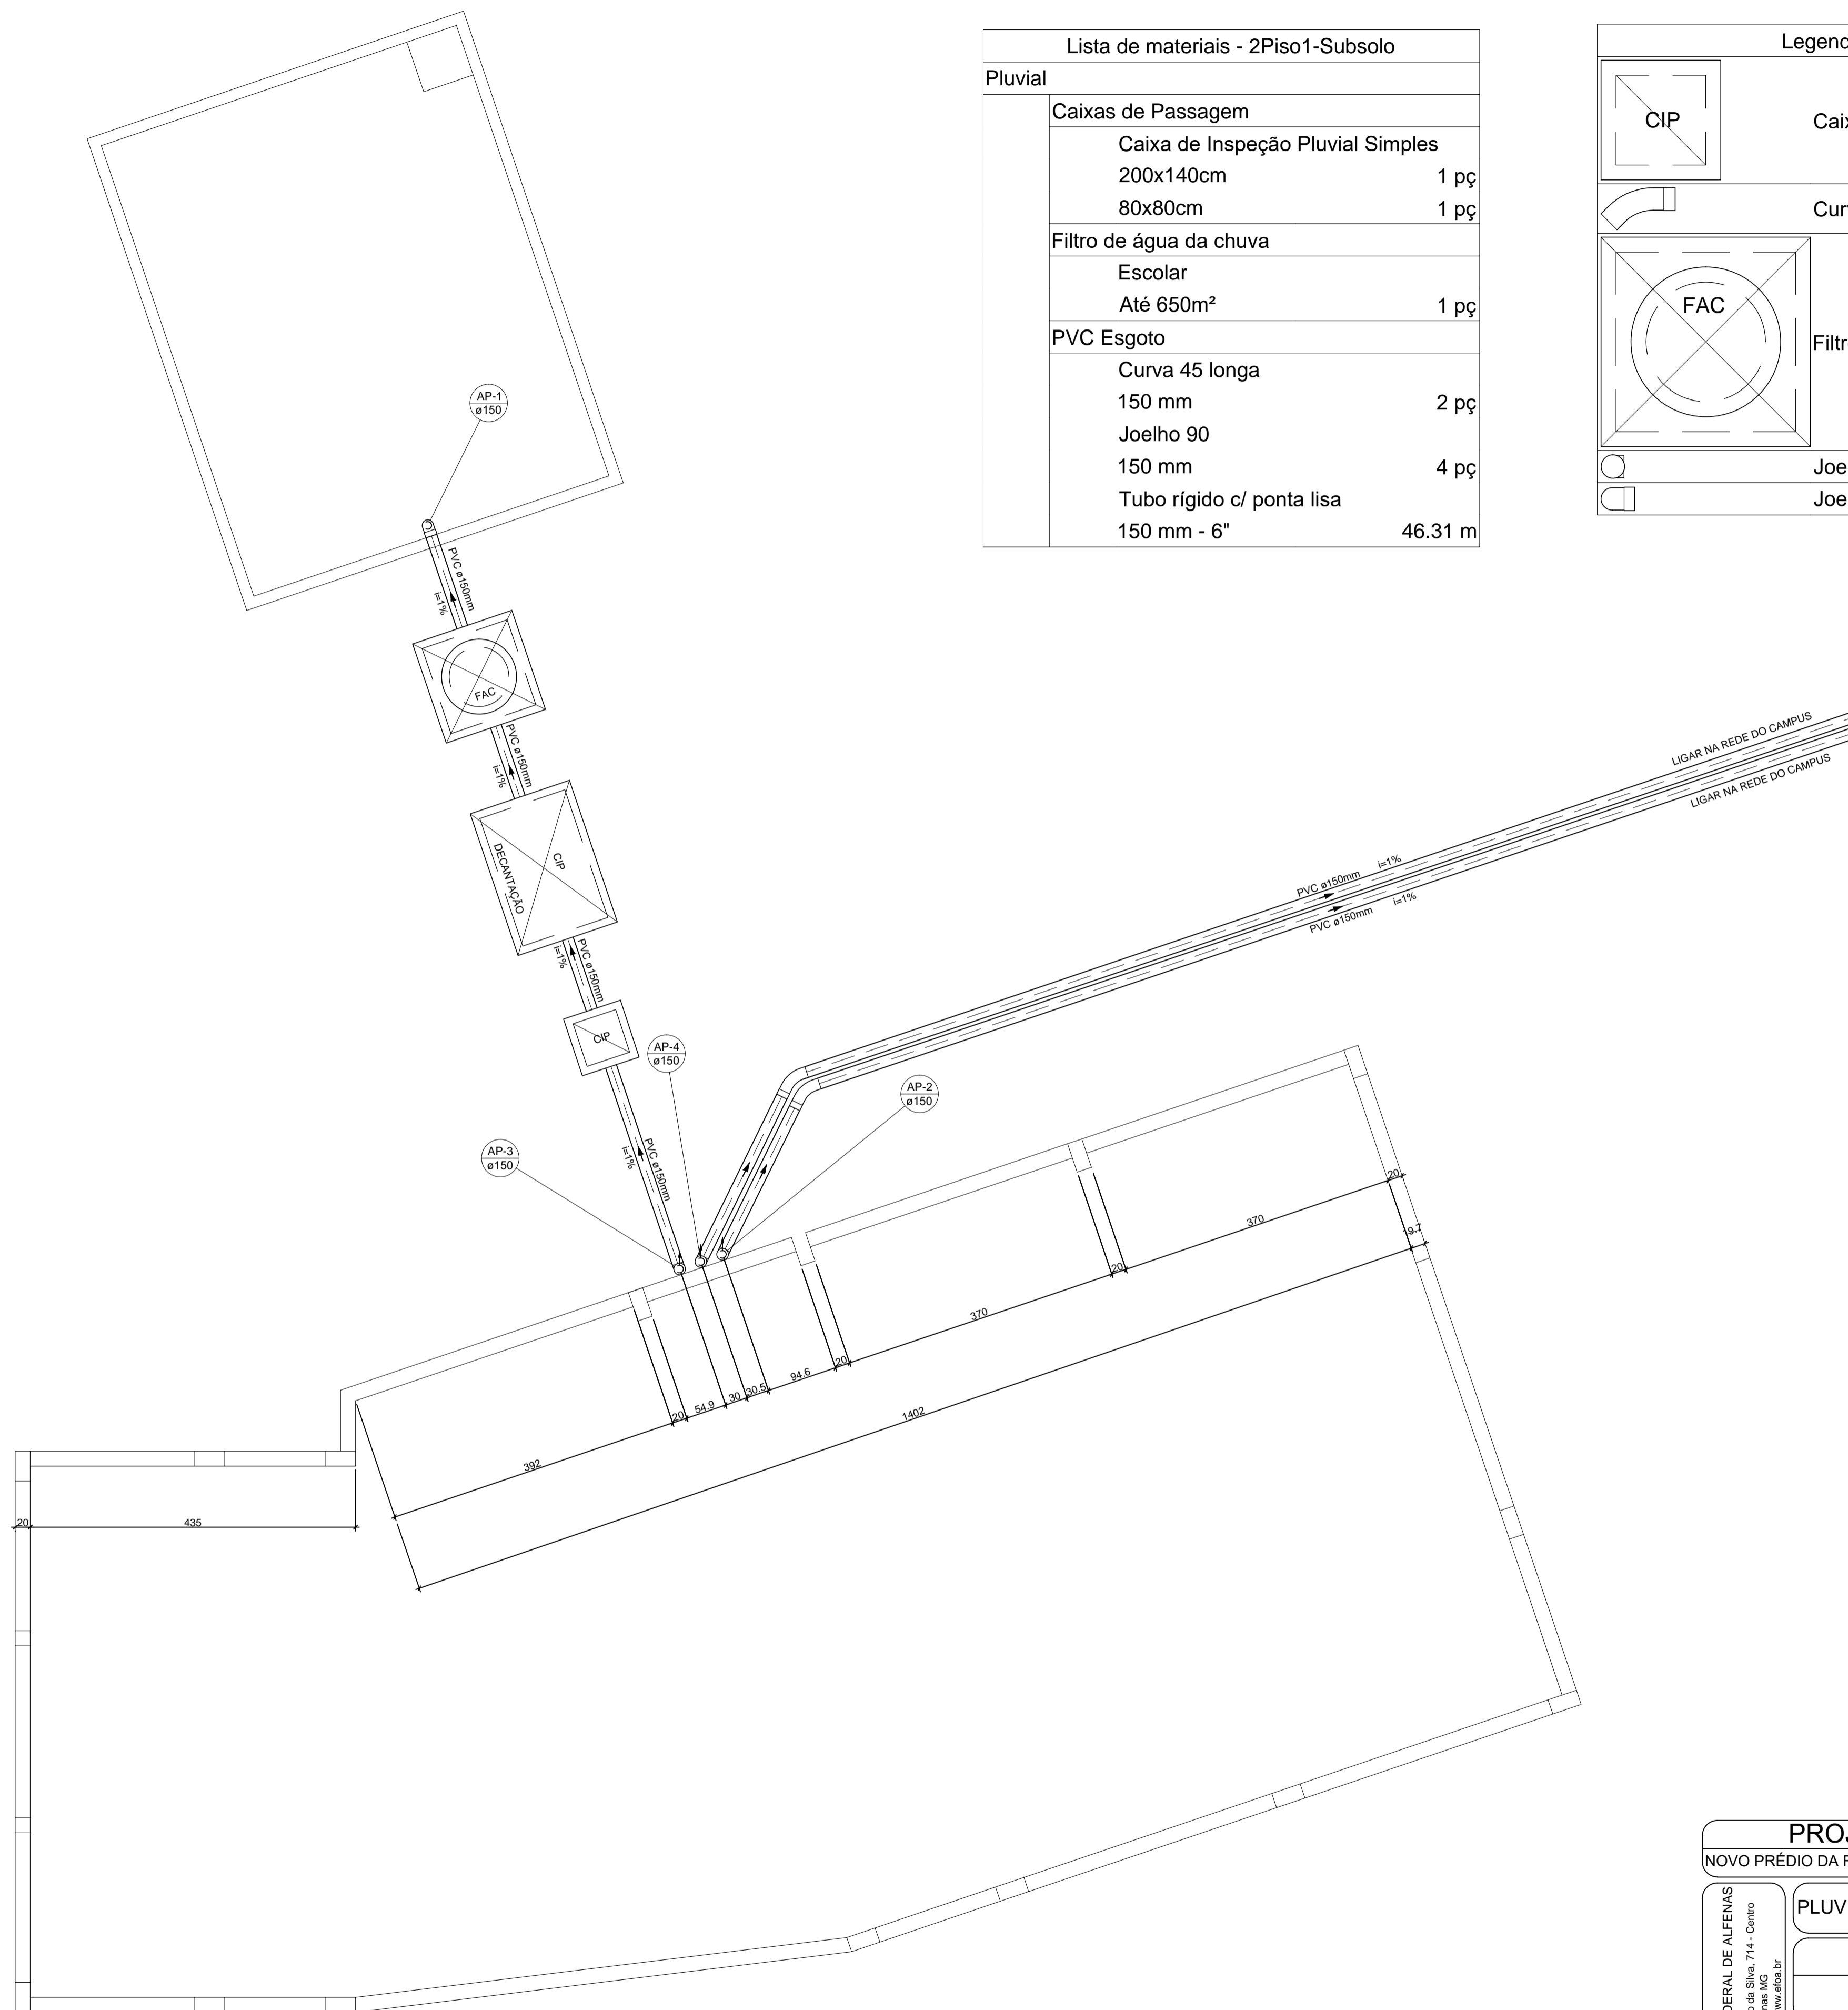 Lista de materiais - 2Piso1-Subsolo
Pluvial
Caixas de Passagem
Caixa de Inspeção Pluvial Simples
200x140cm 1 pç
80x80cm 1 pç
Filtro de água da chuva
Escolar
Até 650m² 1 pç
PVC Esgoto
Curva 45 longa
150 mm 2 pç
Joelho 90
150 mm 4 pç
Tubo rígido c/ ponta lisa
150 mm - 6" 46.31 m
Legend
CIP
Caix
Cur
FAC
Filtr
Joe
Joe
AP-1
ø150
PVC ø150mm
i=1%
FAC
PVC ø150mm
i=1%
DECANTAÇÃO
CIP
PVC ø150mm
i=1%
CIP
AP-4
ø150
AP-2
ø150
AP-3
ø150
PVC ø150mm
i=1%
LIGAR NA REDE DO CAMPUS
LIGAR NA REDE DO CAMPUS
PVC ø150mm i=1%
PVC ø150mm i=1%
20
19.7
370
20
370
20
94.6
30.5
30
54.9
20
392
1402
20
435
PROJ
NOVO PRÉDIO DA
PLUV
DERAL DE ALFENAS
da Silva, 714 - Centro
nas MG
ww.efoa.br